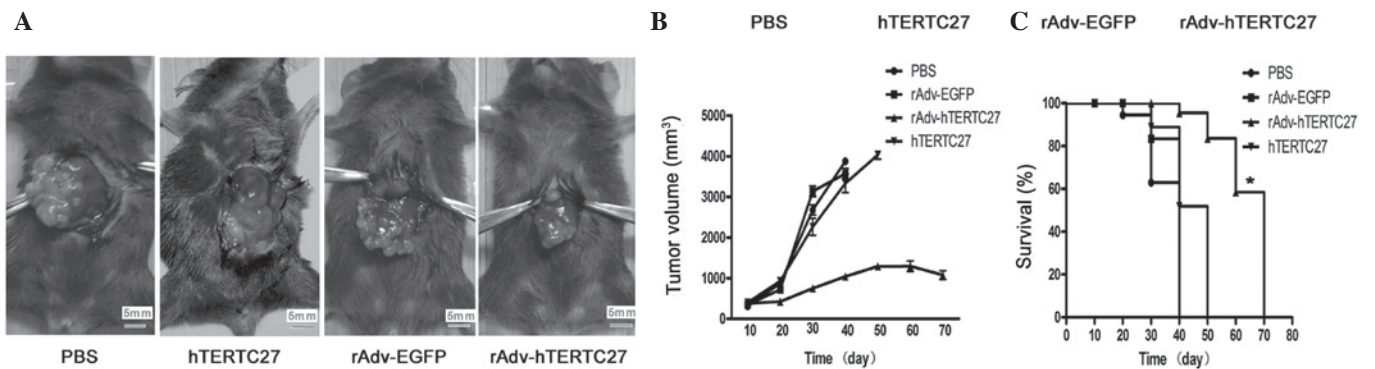 A
5mm
5mm
5mm
5mm
PBS
hTERTC27
rAdv-EGFP
rAdv-hTERTC27
B
PBS
hTERTC27
PBS
rAdv-EGFP
rAdv-hTERTC27
hTERTC27
Tumor volume (mm³)
5000
4000
3000
2000
1000
0
10 20 30 40 50 60 70
Time (day)
C
rAdv-EGFP
rAdv-hTERTC27
PBS
rAdv-EGFP
rAdv-hTERTC27
hTERTC27
Survival (%)
100
80
60
40
20
0
*
0 10 20 30 40 50 60 70 80
Time (day)